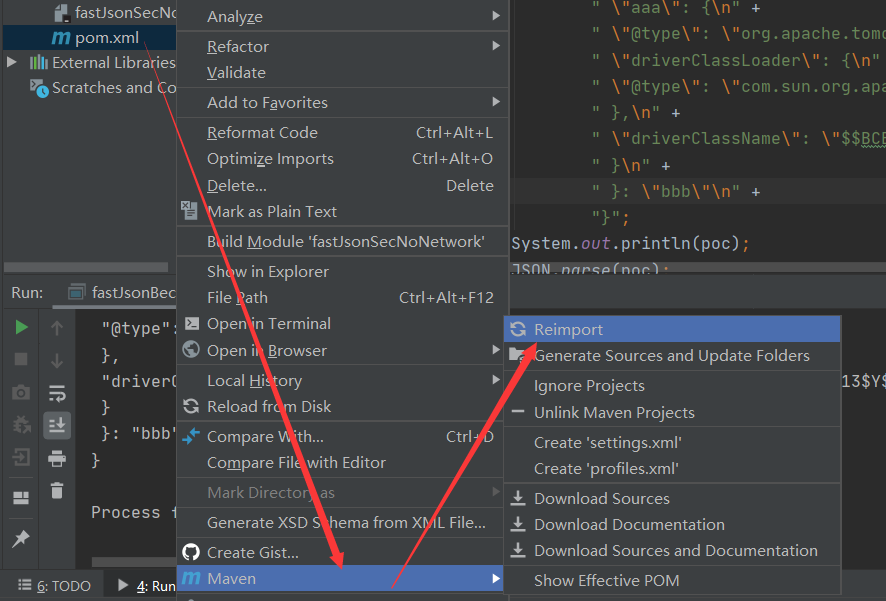 fastJsonSecNo
pom.xml
External Libraries
Scratches and Co
Analyze
Refactor
Validate
Add to Favorites
Reformat Code Ctrl+Alt+L
Optimize Imports Ctrl+Alt+O
Delete... Delete
Mark as Plain Text
Build Module 'fastJsonSecNoNetwork'
Show in Explorer
File Path Ctrl+Alt+F12
Open in Terminal
Open in Browser
Local History
Reload from Disk
Compare With... Ctrl+D
Compare File with Editor
Mark Directory as
Generate XSD Schema from XML File...
Create Gist...
Maven
" \"aaa\": {\n" +
" \"@type\": \"org.apache.tomc
" \"driverClassLoader\": {\n"
" \"@type\": \"com.sun.org.apa
" },\n" +
" \"driverClassName\": \"$$BCE
" }\n" +
" }: \"bbb\"\n" +
"}";
System.out.println(poc);
JSON.parse(poc);
Run: fastJsonBec
"@type":
},
"driverC
}
}: "bbb"
}
Process f
13$Y$
Reimport
Generate Sources and Update Folders
Ignore Projects
Unlink Maven Projects
Create 'settings.xml'
Create 'profiles.xml'
Download Sources
Download Documentation
Download Sources and Documentation
Show Effective POM
6: TODO
4: Run